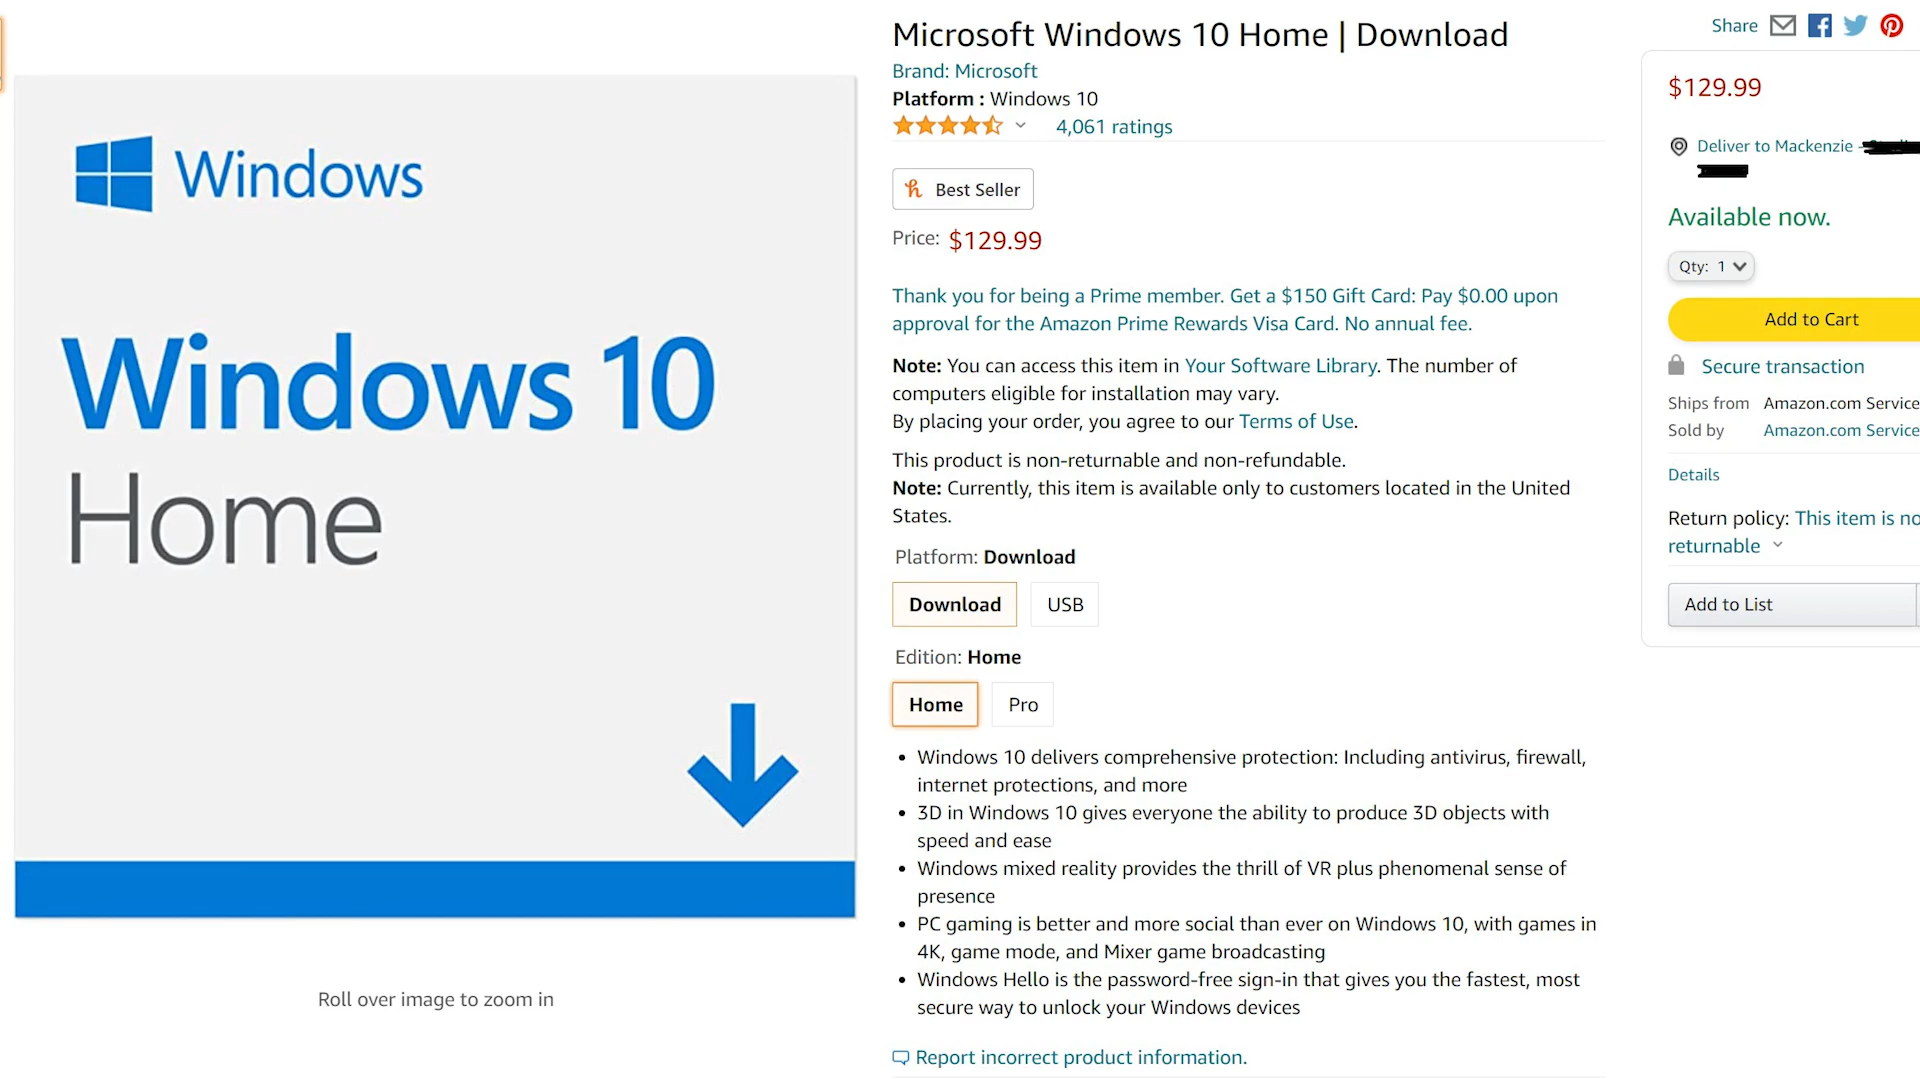 Windows
Windows 10
Home
Roll over image to zoom in
Microsoft Windows 10 Home | Download
Brand: Microsoft
Platform : Windows 10
4,061 ratings
Best Seller
Price: $129.99
Thank you for being a Prime member. Get a $150 Gift Card: Pay $0.00 upon
approval for the Amazon Prime Rewards Visa Card. No annual fee.
Note: You can access this item in Your Software Library. The number of
computers eligible for installation may vary.
By placing your order, you agree to our Terms of Use.
This product is non-returnable and non-refundable.
Note: Currently, this item is available only to customers located in the United
States.
Platform: Download
Download USB
Edition: Home
Home Pro
• Windows 10 delivers comprehensive protection: Including antivirus, firewall,
internet protections, and more
• 3D in Windows 10 gives everyone the ability to produce 3D objects with
speed and ease
• Windows mixed reality provides the thrill of VR plus phenomenal sense of
presence
• PC gaming is better and more social than ever on Windows 10, with games in
4K, game mode, and Mixer game broadcasting
• Windows Hello is the password-free sign-in that gives you the fastest, most
secure way to unlock your Windows devices
Report incorrect product information.
Share
$129.99
Deliver to Mackenzie -
Available now.
Qty: 1
Add to Cart
Secure transaction
Ships from Amazon.com Service
Sold by Amazon.com Service
Details
Return policy: This item is no
returnable
Add to List